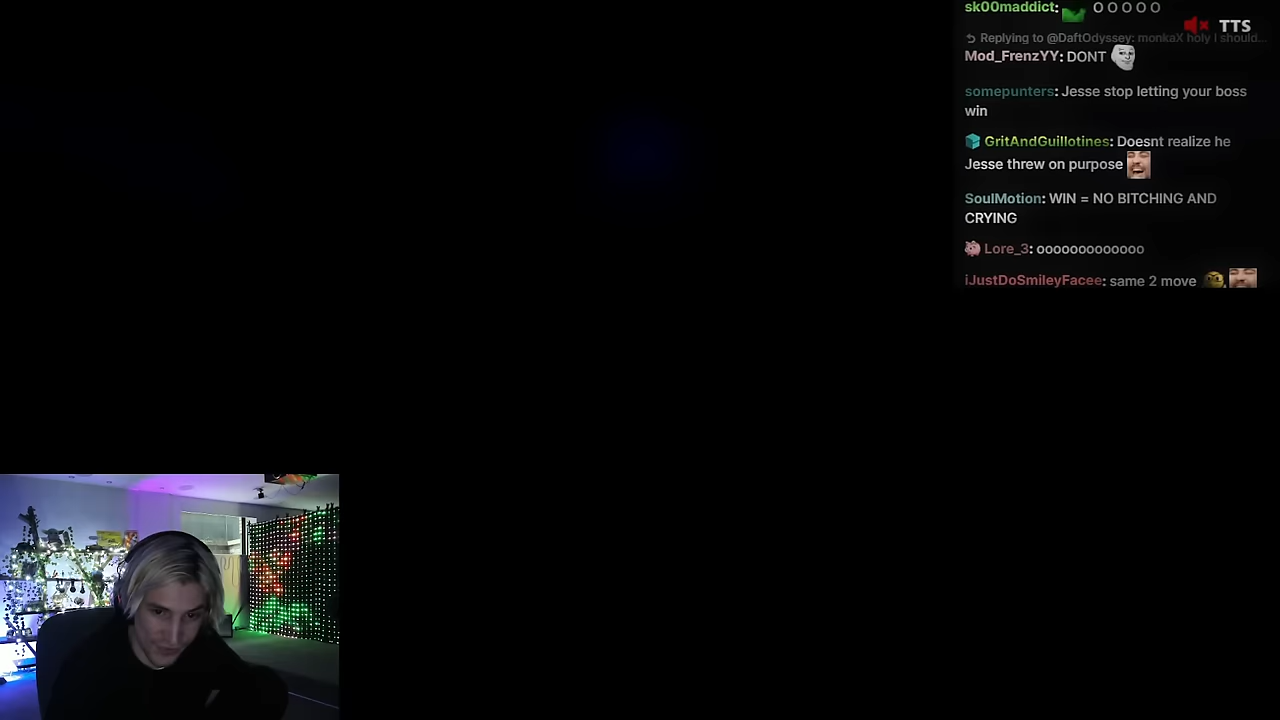 sk00maddict: O O O O O
TTS
Replying to @DaftOdyssey: monkaX holy I should...
Mod_FrenzYY: DONT
somepunters: Jesse stop letting your boss
win
GritAndGuillotines: Doesnt realize he
Jesse threw on purpose
SoulMotion: WIN = NO BITCHING AND
CRYING
Lore_3: ooooooooooooo
iJustDoSmileyFacee: same 2 move